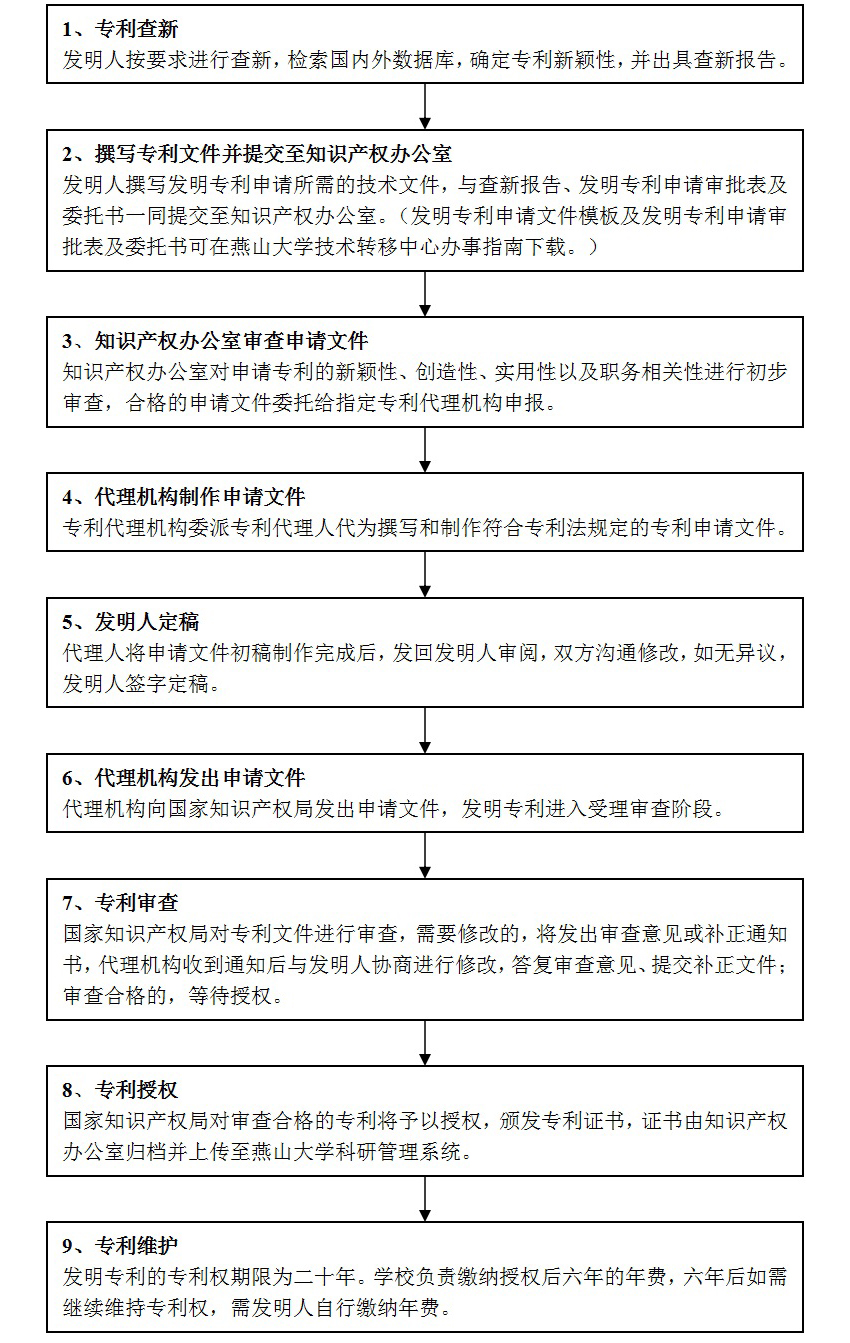 1、专利查新
发明人按要求进行查新，检索国内外数据库，确定专利新颖性，并出具查新报告。
2、撰写专利文件并提交至知识产权办公室
发明人撰写发明专利申请所需的技术文件，与查新报告、发明专利申请审批表及
委托书一同提交至知识产权办公室。（发明专利申请文件模板及发明专利申请审
批表及委托书可在燕山大学技术转移中心办事指南下载。）
3、知识产权办公室审查申请文件
知识产权办公室对申请专利的新颖性、创造性、实用性以及职务相关性进行初步
审查，合格的申请文件委托给指定专利代理机构申报。
4、代理机构制作申请文件
专利代理机构委派专利代理人代为撰写和制作符合专利法规定的专利申请文件。
5、发明人定稿
代理人将申请文件初稿制作完成后，发回发明人审阅，双方沟通修改，如无异议，
发明人签字定稿。
6、代理机构发出申请文件
代理机构向国家知识产权局发出申请文件，发明专利进入受理审查阶段。
7、专利审查
国家知识产权局对专利文件进行审查，需要修改的，将发出审查意见或补正通知
书，代理机构收到通知后与发明人协商进行修改，答复审查意见、提交补正文件；
审查合格的，等待授权。
8、专利授权
国家知识产权局对审查合格的专利将予以授权，颁发专利证书，证书由知识产权
办公室归档并上传至燕山大学科研管理系统。
9、专利维护
发明专利的专利权期限为二十年。学校负责缴纳授权后六年的年费，六年后如需
继续维持专利权，需发明人自行缴纳年费。